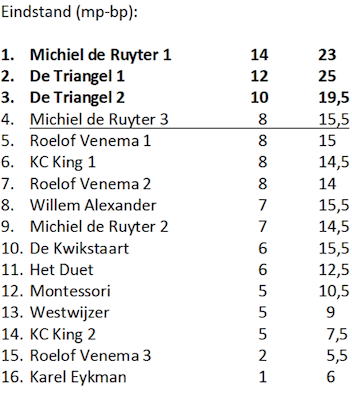 Eindstand (mp-bp):
1. Michiel de Ruyter 1 14 23
2. De Triangel 1 12 25
3. De Triangel 2 10 19,5
4. Michiel de Ruyter 3 8 15,5
5. Roelof Venema 1 8 15
6. KC King 1 8 14,5
7. Roelof Venema 2 8 14
8. Willem Alexander 7 15,5
9. Michiel de Ruyter 2 7 14,5
10. De Kwikstaart 6 15,5
11. Het Duet 6 12,5
12. Montessori 5 10,5
13. Westwijzer 5 9
14. KC King 2 5 7,5
15. Roelof Venema 3 2 5,5
16. Karel Eykman 1 6